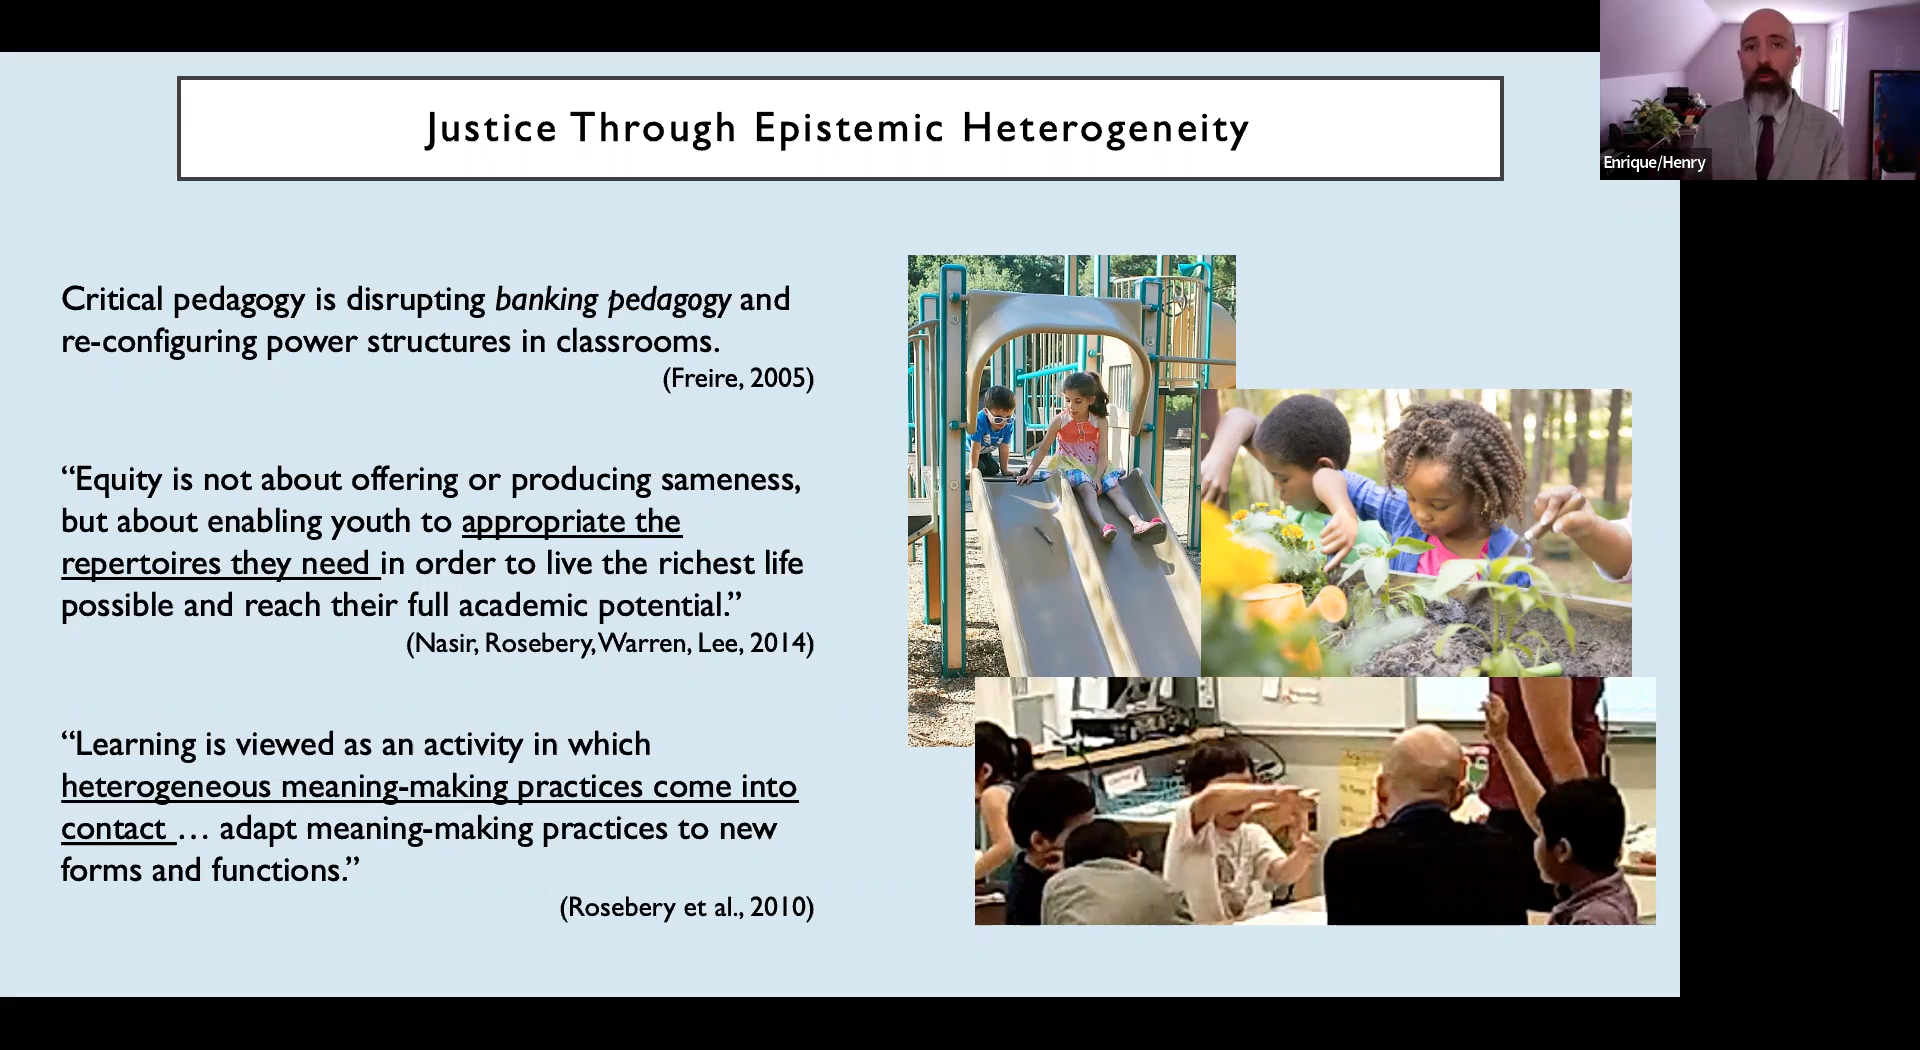 Justice Through Epistemic Heterogeneity
Enrique/Henry
Critical pedagogy is disrupting banking pedagogy and
re-configuring power structures in classrooms.
(Freire, 2005)
“Equity is not about offering or producing sameness,
but about enabling youth to appropriate the
repertoires they need in order to live the richest life
possible and reach their full academic potential.”
(Nasir, Rosebery, Warren, Lee, 2014)
“Learning is viewed as an activity in which
heterogeneous meaning-making practices come into
contact … adapt meaning-making practices to new
forms and functions.”
(Rosebery et al., 2010)